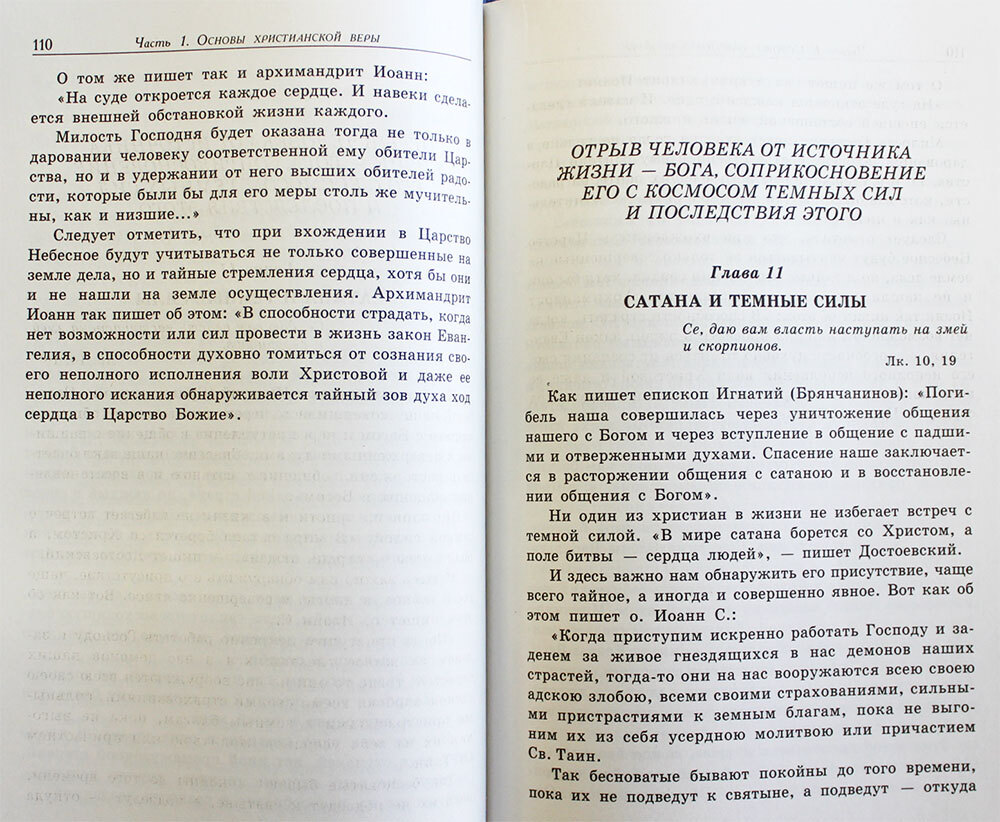 110
Часть 1. Основы христианской веры
О том же пишет так и архимандрит Иоанн:
«На суде откроется каждое сердце. И навеки сдела-
ется внешней обстановкой жизни каждого.
Милость Господня будет оказана тогда не только в
даровании человеку соответственной ему обители Цар-
ства, но и в удержании от него высших обителей радо-
сти, которые были бы для его меры столь же мучитель-
ны, как и низшие...»
Следует отметить, что при вхождении в Царство
Небесное будут учитываться не только совершенные на
земле дела, но и тайные стремления сердца, хотя бы они
и не нашли на земле осуществления. Архимандрит
Иоанн так пишет об этом: «В способности страдать, когда
нет возможности или сил провести в жизнь закон Еван-
гелия, в способности духовно томиться от сознания сво-
его неполного исполнения воли Христовой и даже ее
неполного искания обнаруживается тайный зов духа ход
сердца в Царство Божие».
ОТРЫВ ЧЕЛОВЕКА ОТ ИСТОЧНИКА
ЖИЗНИ — БОГА, СОПРИКОСНОВЕНИЕ
ЕГО С КОСМОСОМ ТЕМНЫХ СИЛ
И ПОСЛЕДСТВИЯ ЭТОГО
Глава 11
САТАНА И ТЕМНЫЕ СИЛЫ
Се, даю вам власть наступать на змей
и скорпионов.
Лк. 10, 19
Как пишет епископ Игнатий (Брянчанинов): «Поги-
бель наша совершилась через уничтожение общения
нашего с Богом и через вступление в общение с падши-
ми и отверженными духами. Спасение наше заключает-
ся в расторжении общения с сатаною и в восстановле-
нии общения с Богом».
Ни один из христиан в жизни не избегает встреч с
темной силой. «В мире сатана борется со Христом, а
поле битвы — сердца людей», — пишет Достоевский.
И здесь важно нам обнаружить его присутствие, чаще
всего тайное, а иногда и совершенно явное. Вот как об
этом пишет о. Иоанн С.:
«Когда приступим искренно работать Господу и за-
денем за живое гнездящихся в нас демонов наших
страстей, тогда-то они на нас вооружаются всею своею
адскою злобою, всеми своими страхованиями, сильны-
ми пристрастиями к земным благам, пока не выго-
ним их из себя усердною молитвою или причастием
Св. Таин.
Так бесноватые бывают покойны до того времени,
пока их не подведут к святыне, а подведут — откуда